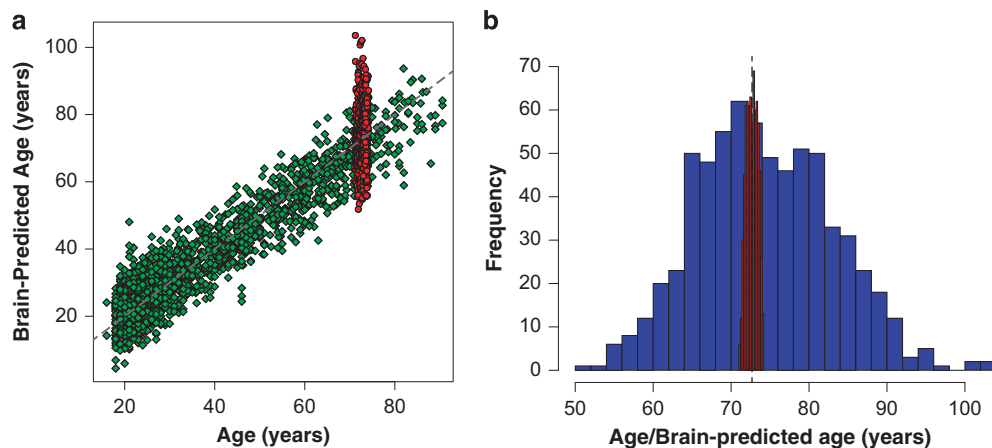 a
100
80
60
40
20
Brain-Predicted Age (years)
20 40 60 80
Age (years)
b
70
60
50
40
30
20
10
0
Frequency
50 60 70 80 90 100
Age/Brain-predicted age (years)